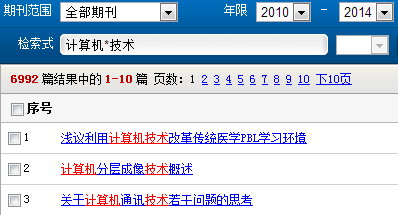 期刊范围 全部期刊 年限 2010 - 2014
检索式 计算机*技术
6992 篇结果中的 1-10 篇 页数: 1 2 3 4 5 6 7 8 9 10 下10页
序号
1 浅议利用计算机技术改革传统医学PBL学习环境
2 计算机分层成像技术概述
3 关于计算机通讯技术若干问题的思考